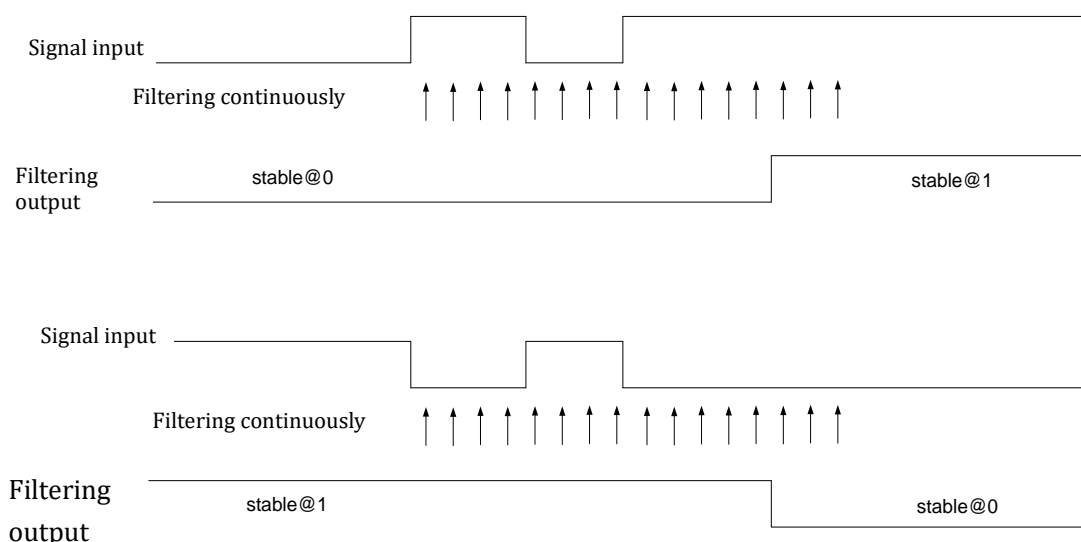 Signal input
Filtering continuously
Filtering
output
stable@0
stable@1
Signal input
Filtering continuously
Filtering
output
stable@1
stable@0